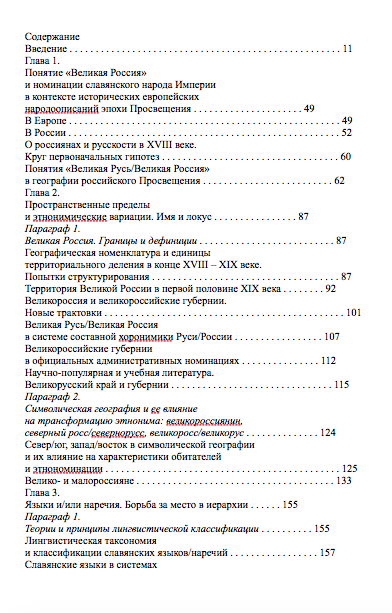 Содержание
Введение . . . . . . . . . . . . . . . . . . . . . . . . . . . . . . . . . . . . . . . . . . . . . . . . . 11
Глава 1.
Понятие «Великая Россия»
и номинации славянского народа Империи
в контексте исторических европейских
народоописаний эпохи Просвещения . . . . . . . . . . . . . . . . . . . . . . . 49
В Европе . . . . . . . . . . . . . . . . . . . . . . . . . . . . . . . . . . . . . . . . . . . . . . . . . 49
В России . . . . . . . . . . . . . . . . . . . . . . . . . . . . . . . . . . . . . . . . . . . . . . . . . 52
О россиянах и русскости в XVIII веке.
Круг первоначальных гипотез . . . . . . . . . . . . . . . . . . . . . . . . . . . . . 60
Понятия «Великая Русь/Великая Россия»
в географии российского Просвещения . . . . . . . . . . . . . . . . . . . . . . . 62
Глава 2.
Пространственные пределы
и этнонимические вариации. Имя и локус . . . . . . . . . . . . . . . . . 87
Параграф 1.
Великая Россия. Границы и дефиниции . . . . . . . . . . . . . . . . . . . . . . . . 87
Географическая номенклатура и единицы
территориального деления в конце XVIII – XIX веке.
Попытки структурирования . . . . . . . . . . . . . . . . . . . . . . . . . . . . . . . 87
Территория Великой России в первой половине XIX века . . . . . . . . 92
Великороссия и великороссийские губернии.
Новые трактовки . . . . . . . . . . . . . . . . . . . . . . . . . . . . . . . . . . . . . . . . . 101
Великая Русь/Великая Россия
в системе составной хоронимики Руси/России . . . . . . . . . . . . . . . . 107
Великороссийские губернии
в официальных административных номинациях . . . . . . . . . . . . . . . 112
Научно-популярная и учебная литература.
Великорусский край и губернии . . . . . . . . . . . . . . . . . . . . . . . . . . . . . 115
Параграф 2.
Символическая география и ее влияние
на трансформацию этнонима: великороссиянин,
северный росс/севернорусс, великоросс/великорус . . . . . . . . . . . . . 124
Север/юг, запад/восток в символической географии
и их влияние на характеристики обитателей
и этнономинации . . . . . . . . . . . . . . . . . . . . . . . . . . . . . . . . . . . . . . . . . 125
Велико- и малороссияне . . . . . . . . . . . . . . . . . . . . . . . . . . . . . . . . . . . 133
Глава 3.
Языки и/или наречия. Борьба за место в иерархии . . . . . . 155
Параграф 1.
Теории и принципы лингвистической классификации . . . . . . . . . . 155
Лингвистическая таксономия
и классификации славянских языков/наречий . . . . . . . . . . . . . . . . . 157
Славянские языки в системах